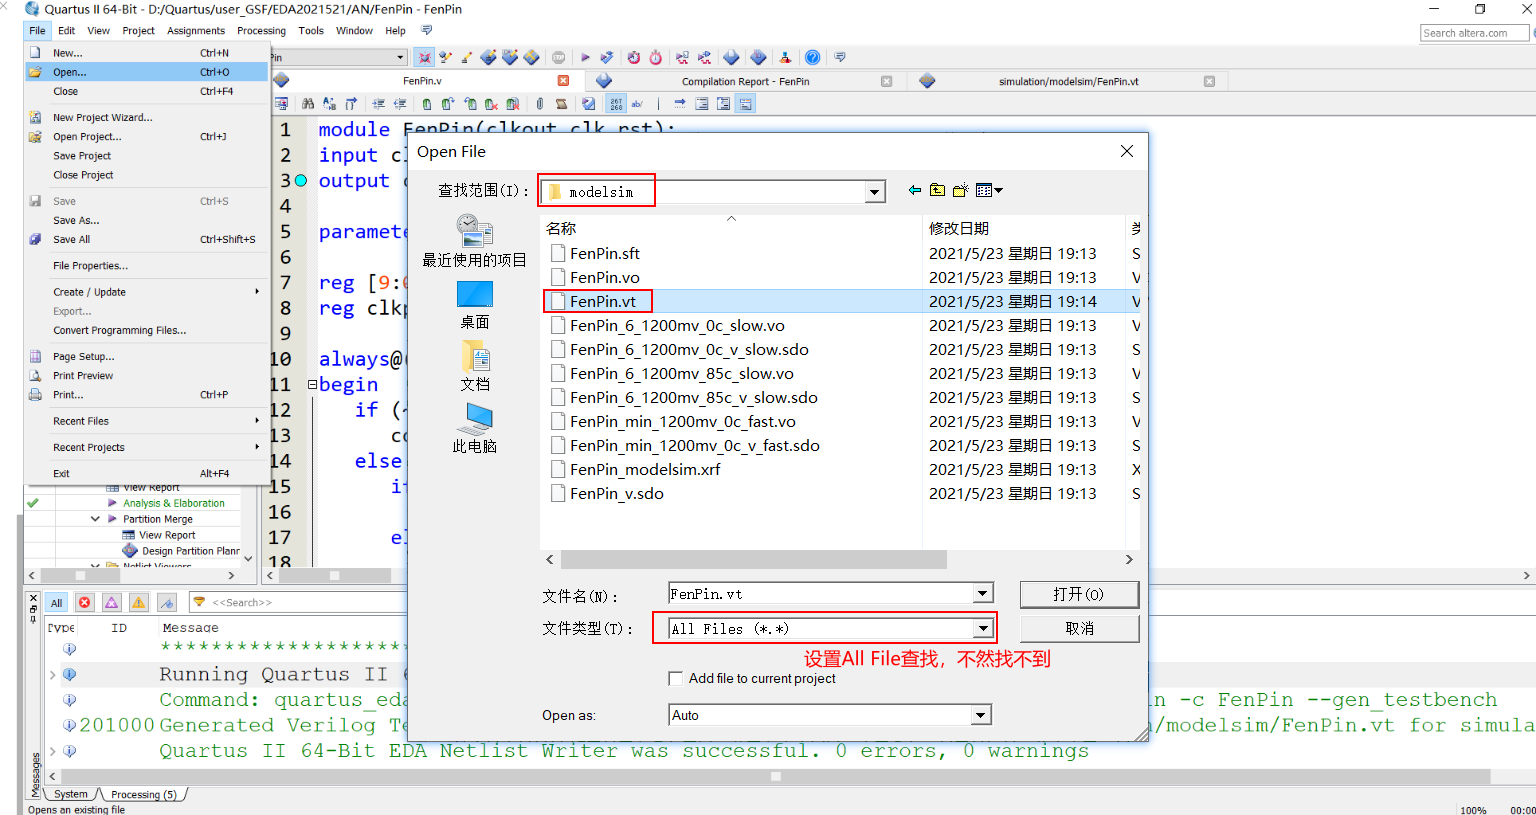 Quartus II 64-Bit - D:/Quartus/user_GSF/EDA2021521/AN/FenPin - FenPin
File Edit View Project Assignments Processing Tools Window Help
Search altera.com
New... Ctrl+N
Open... Ctrl+O
Close Ctrl+F4
New Project Wizard...
Open Project... Ctrl+J
Save Project
Close Project
Save Ctrl+S
Save As...
Save All Ctrl+Shift+S
File Properties...
Create / Update
Export...
Convert Programming Files...
Page Setup...
Print Preview
Print... Ctrl+P
Recent Files
Recent Projects
Exit Alt+F4
View Report
Analysis & Elaboration
Partition Merge
View Report
Design Partition Plann
Netlist Viewers
Pin
FenPin.v
Compilation Report - FenPin
simulation/modelsim/FenPin.vt
267
268
ab/
1 module FenPin(clkout,clk,rst);
2 input cl
3 output
4
5 paramete
6
7 reg [9:0
8 reg clkp
9
10 always@(
11 begin
12 if (~
13 co
14 else
15 if
16
17 el
18
Open File
查找范围(I): modelsim
最近使用的项目
桌面
文档
此电脑
名称 修改日期
FenPin.sft 2021/5/23 星期日 19:13 S
FenPin.vo 2021/5/23 星期日 19:13 V
FenPin.vt 2021/5/23 星期日 19:14 V
FenPin_6_1200mv_0c_slow.vo 2021/5/23 星期日 19:13 V
FenPin_6_1200mv_0c_v_slow.sdo 2021/5/23 星期日 19:13 S
FenPin_6_1200mv_85c_slow.vo 2021/5/23 星期日 19:13 V
FenPin_6_1200mv_85c_v_slow.sdo 2021/5/23 星期日 19:13 S
FenPin_min_1200mv_0c_fast.vo 2021/5/23 星期日 19:13 V
FenPin_min_1200mv_0c_v_fast.sdo 2021/5/23 星期日 19:13 S
FenPin_modelsim.xrf 2021/5/23 星期日 19:13 X
FenPin_v.sdo 2021/5/23 星期日 19:13 S
文件名(N): FenPin.vt 打开(O)
文件类型(T): All Files (*.*) 取消
设置All File查找，不然找不到
Add file to current project
Open as: Auto
All <<Search>>
Type ID Message
*********************
Running Quartus II 6
Command: quartus_eda n -c FenPin --gen_testbench
201000 Generated Verilog Te n/modelsim/FenPin.vt for simula
Quartus II 64-Bit EDA Netlist Writer was successful. 0 errors, 0 warnings
Messages
System Processing (5)
Opens an existing file
100% 00:00